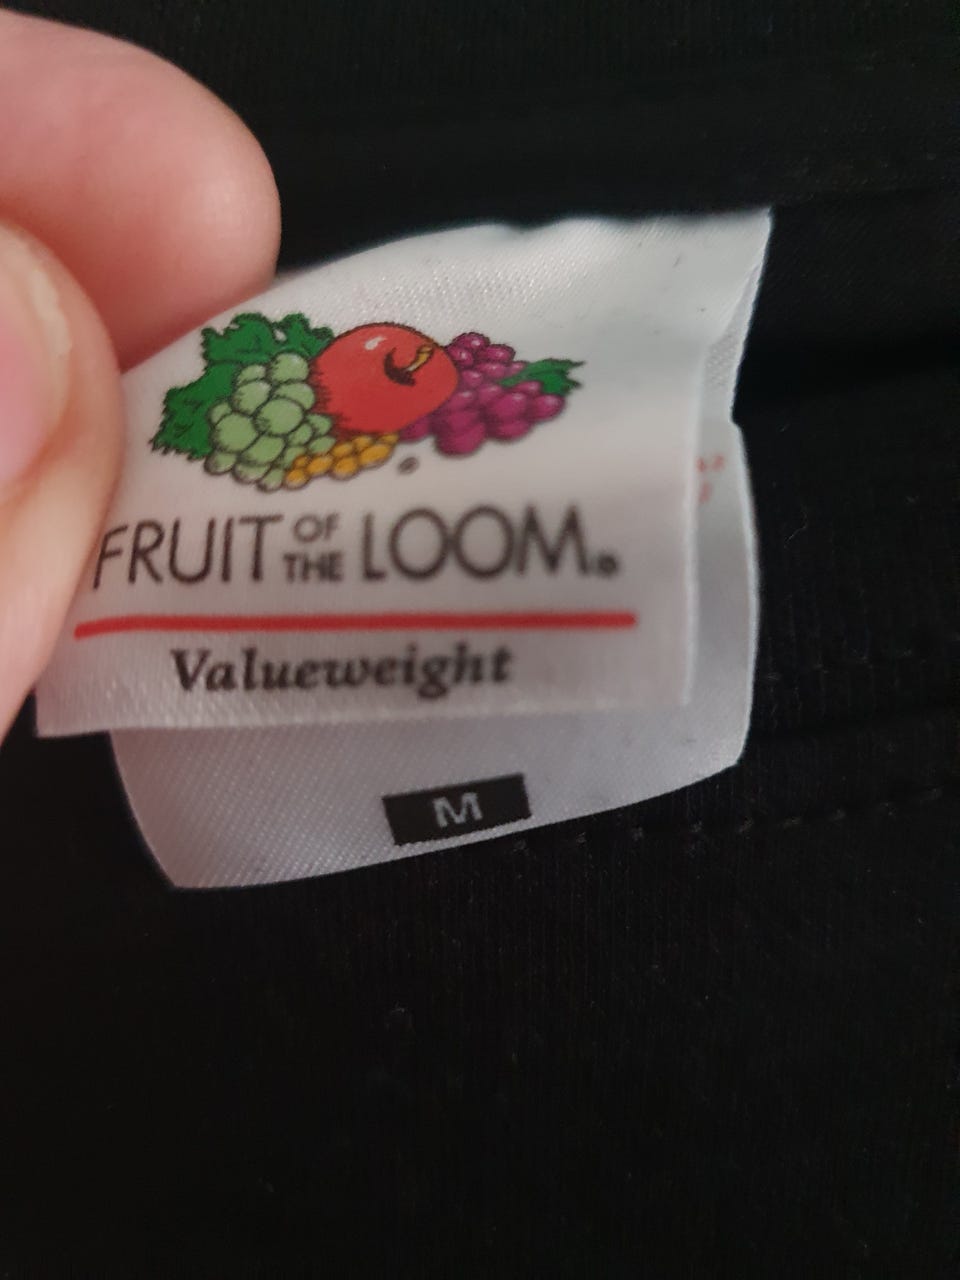 FRUIT OF THE LOOM®
Valueweight
M